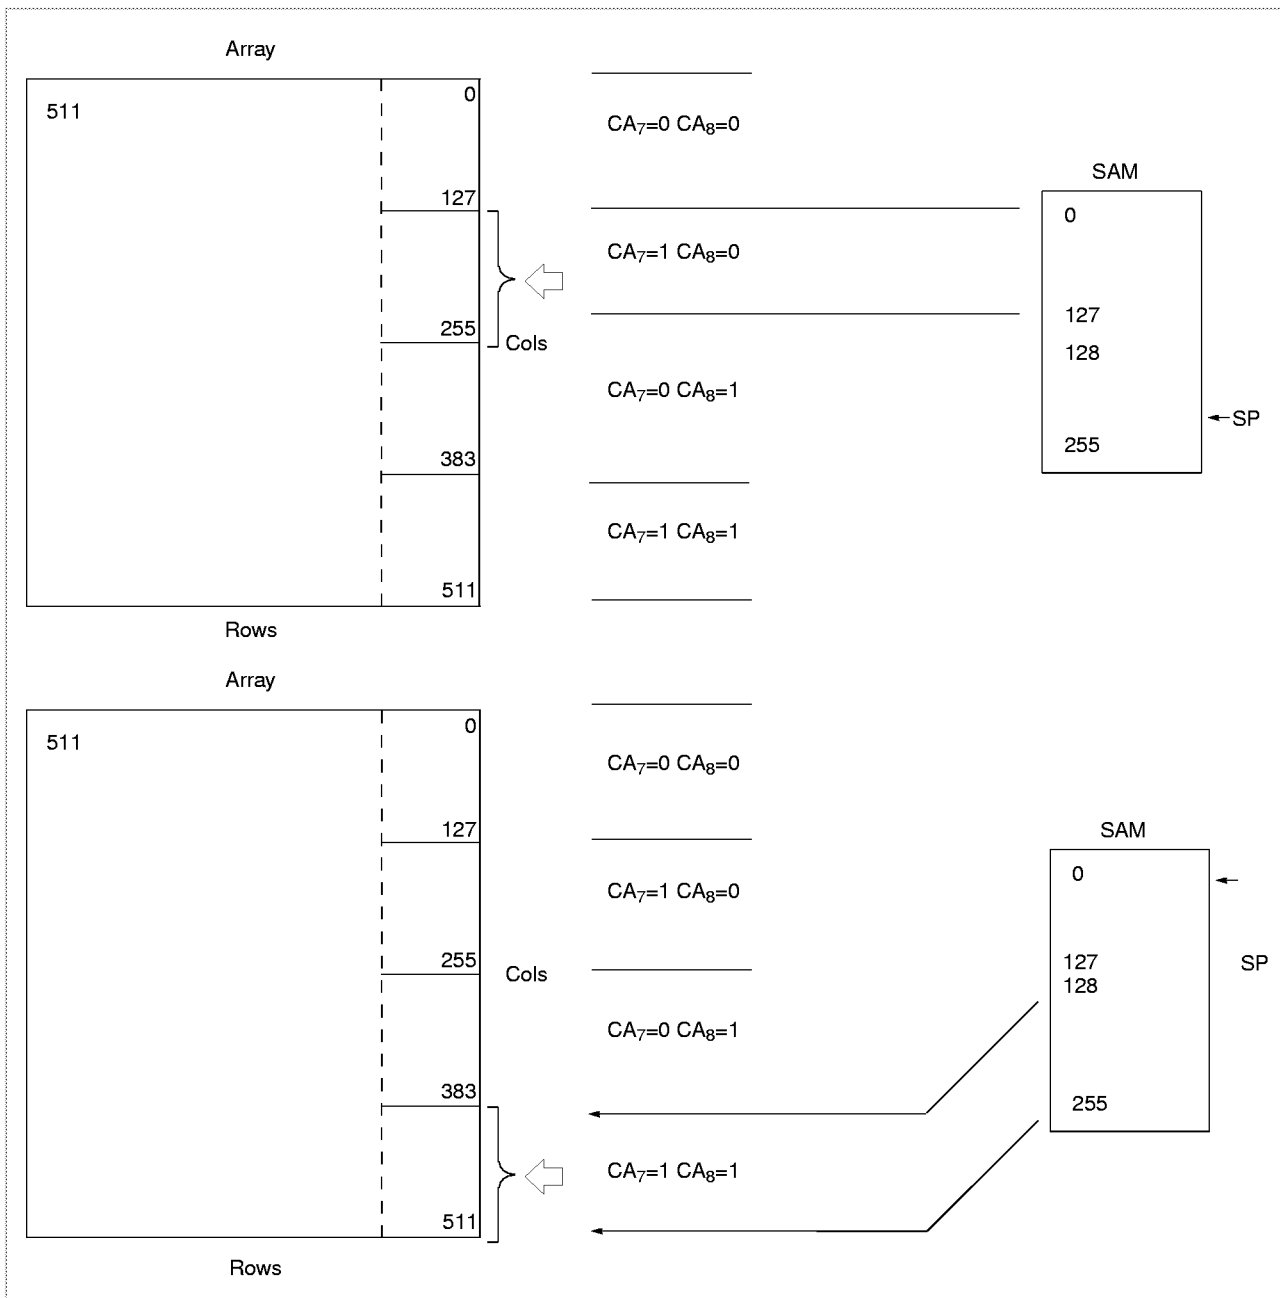 Array
0
511
CA7=0 CA8=0
SAM
127
0
CA7=1 CA8=0
127
255
Cols
128
CA7=0 CA8=1
SP
255
383
CA7=1 CA8=1
511
Rows
Array
0
511
CA7=0 CA8=0
127
SAM
0
CA7=1 CA8=0
255
Cols
127
SP
128
CA7=0 CA8=1
383
255
CA7=1 CA8=1
511
Rows